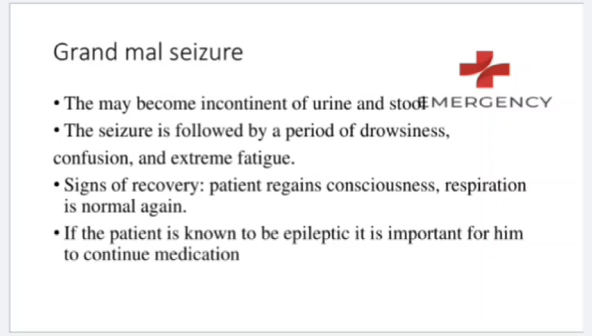 Grand mal seizure
• The may become incontinent of urine and stool
EMERGENCY
• The seizure is followed by a period of drowsiness,
confusion, and extreme fatigue.
• Signs of recovery: patient regains consciousness, respiration
is normal again.
• If the patient is known to be epileptic it is important for him
to continue medication